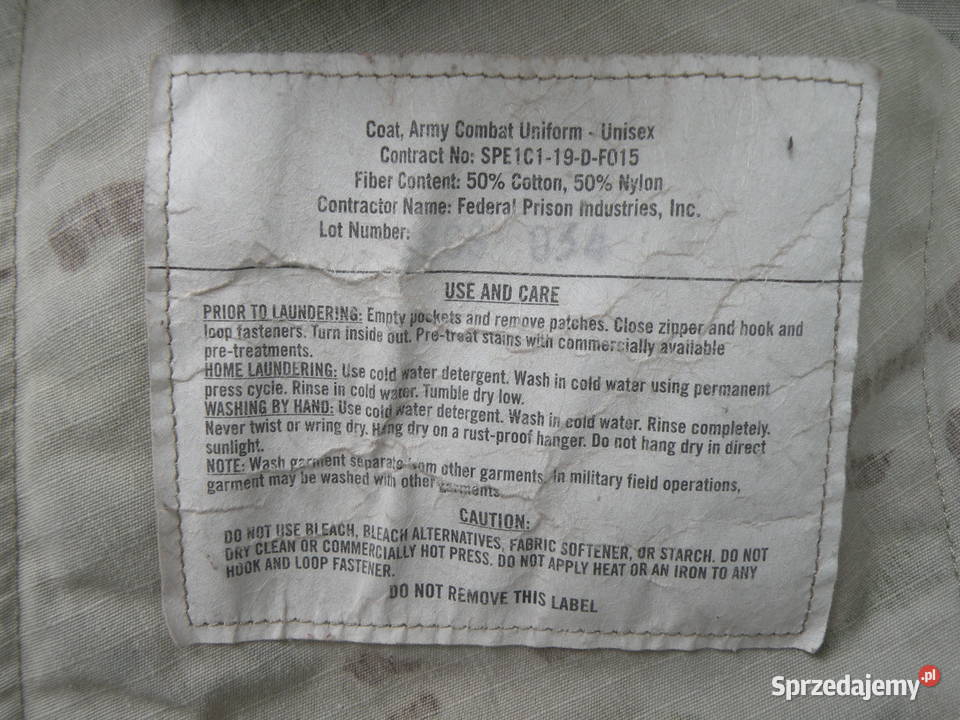 Coat, Army Combat Uniform - Unisex
Contract No: SPE1C1-19-D-F015
Fiber Content: 50% Cotton, 50% Nylon
Contractor Name: Federal Prison Industries, Inc.
Lot Number: 034
USE AND CARE
PRIOR TO LAUNDERING: Empty pockets and remove patches. Close zipper and hook and
loop fasteners. Turn inside out. Pre-treat stains with commercially available
pre-treatments.
HOME LAUNDERING: Use cold water detergent. Wash in cold water using permanent
press cycle. Rinse in cold water. Tumble dry low.
WASHING BY HAND: Use cold water detergent. Wash in cold water. Rinse completely.
Never twist or wring dry. Hang dry on a rust-proof hanger. Do not hang dry in direct
sunlight.
NOTE: Wash garment separate from other garments. In military field operations,
garment may be washed with other garments.
CAUTION:
DO NOT USE BLEACH, BLEACH ALTERNATIVES, FABRIC SOFTENER, OR STARCH. DO NOT
DRY CLEAN OR COMMERCIALLY HOT PRESS. DO NOT APPLY HEAT OR AN IRON TO ANY
HOOK AND LOOP FASTENER.
DO NOT REMOVE THIS LABEL
Sprzedajemy.pl